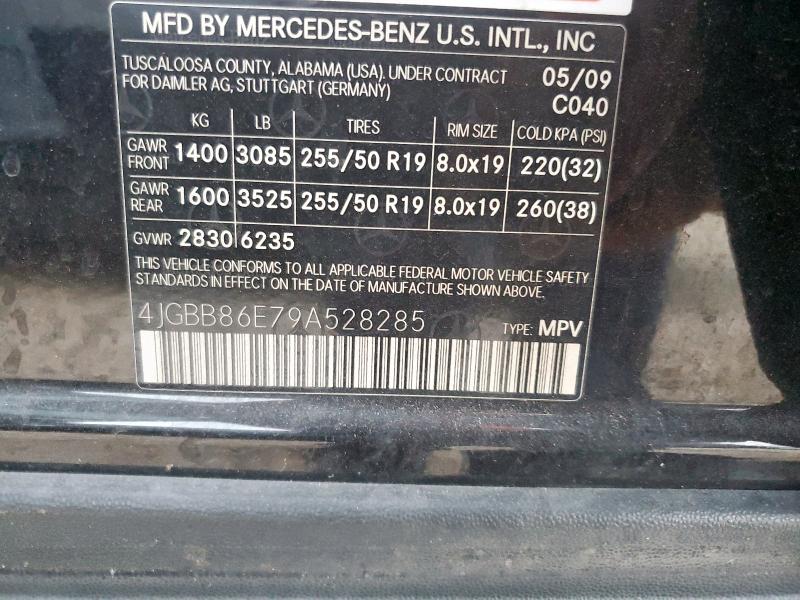 MFD BY MERCEDES-BENZ U.S. INTL., INC
TUSCALOOSA COUNTY, ALABAMA (USA). UNDER CONTRACT 05/09
FOR DAIMLER AG, STUTTGART (GERMANY) C040
KG LB TIRES RIM SIZE COLD KPA (PSI)
GAWR FRONT 1400 3085 255/50 R19 8.0x19 220(32)
GAWR REAR 1600 3525 255/50 R19 8.0x19 260(38)
GVWR 2830 6235
THIS VEHICLE CONFORMS TO ALL APPLICABLE FEDERAL MOTOR VEHICLE SAFETY
STANDARDS IN EFFECT ON THE DATE OF MANUFACTURE SHOWN ABOVE.
4JGBB86E79A528285 TYPE: MPV